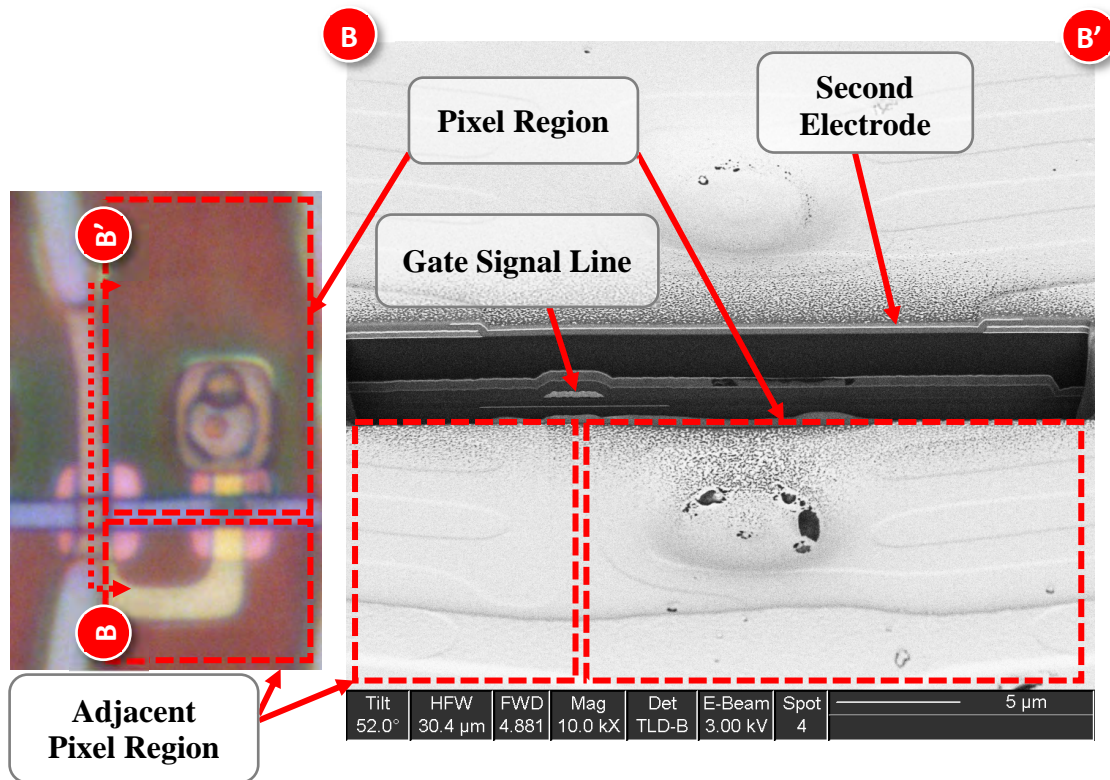 B
B'
Pixel Region
Second
Electrode
Gate Signal Line
B'
B
Adjacent
Pixel Region
Tilt HFW FWD Mag Det E-Beam Spot
52.0° 30.4 µm 4.881 10.0 kX TLD-B 3.00 kV 4
5 µm